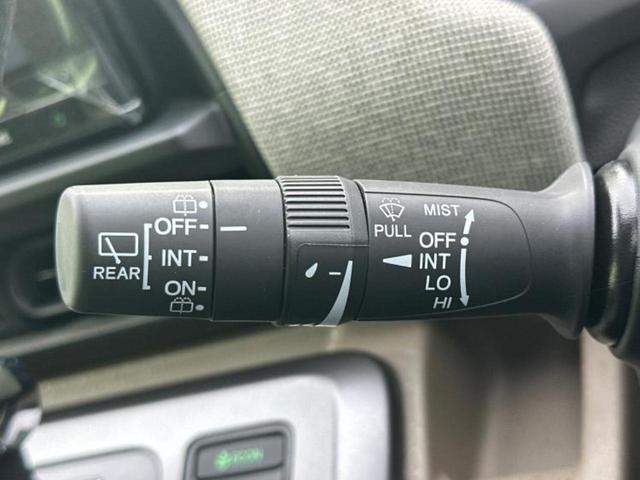 OFF
INT
ON
REAR
PULL
MIST
OFF
INT
LO
HI